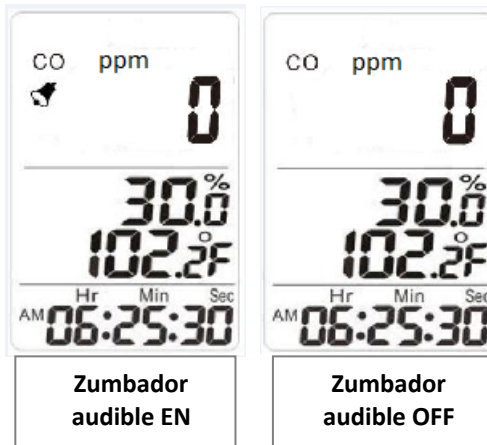 CO ppm
0
30.0%
102.2°F
Hr Min Sec
AM 06:25:30
Zumbador
audible EN
CO ppm
0
30.0%
102.2°F
Hr Min Sec
AM 06:25:30
Zumbador
audible OFF